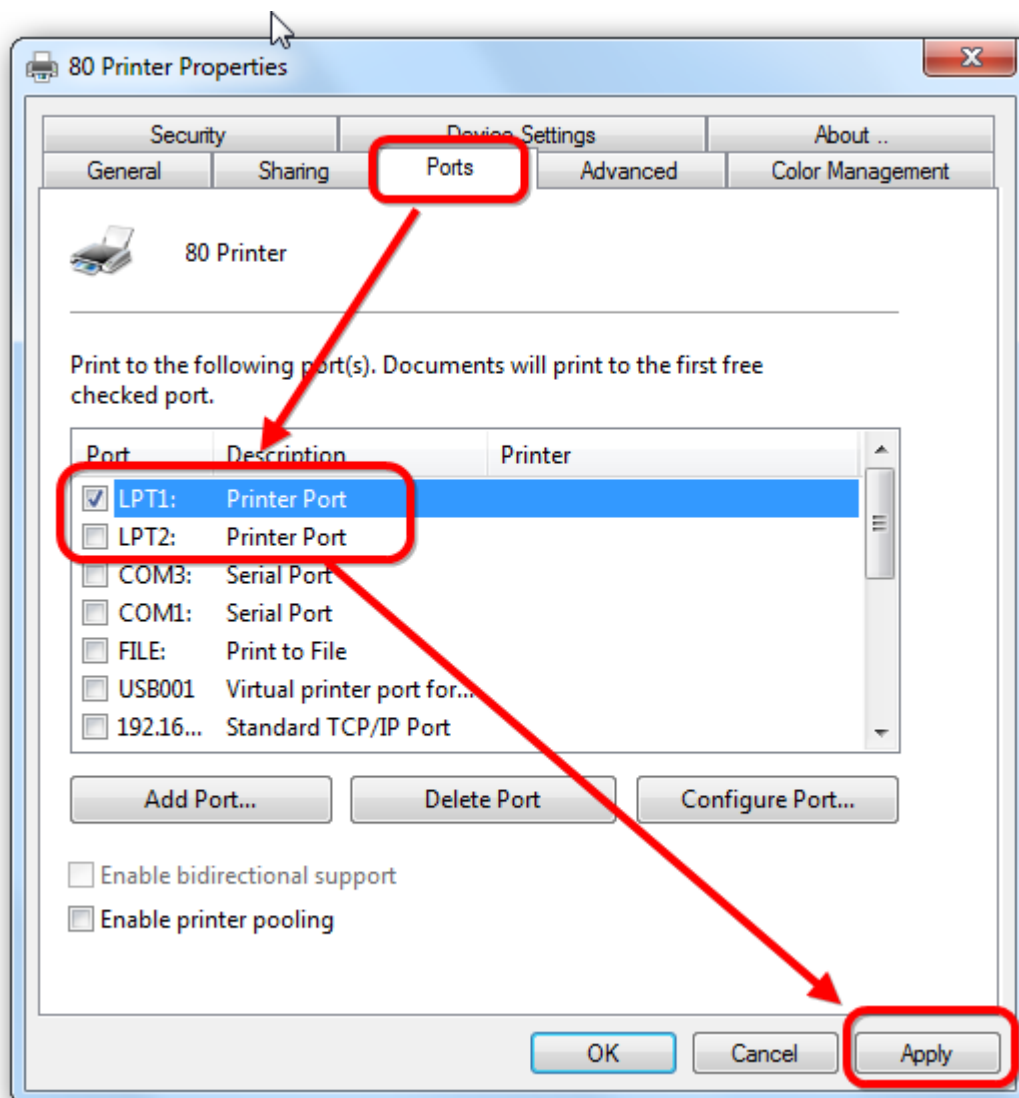 80 Printer Properties
Security Device Settings About ..
General Sharing Ports Advanced Color Management
80 Printer
Print to the following port(s). Documents will print to the first free
checked port.
Port Description Printer
LPT1: Printer Port
LPT2: Printer Port
COM3: Serial Port
COM1: Serial Port
FILE: Print to File
USB001 Virtual printer port for...
192.16... Standard TCP/IP Port
Add Port... Delete Port Configure Port...
Enable bidirectional support
Enable printer pooling
OK Cancel Apply